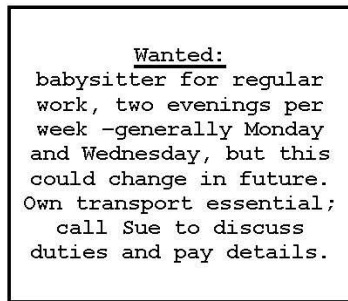 Wanted:
babysitter for regular
work, two evenings per
week –generally Monday
and Wednesday, but this
could change in future.
Own transport essential;
call Sue to discuss
duties and pay details.